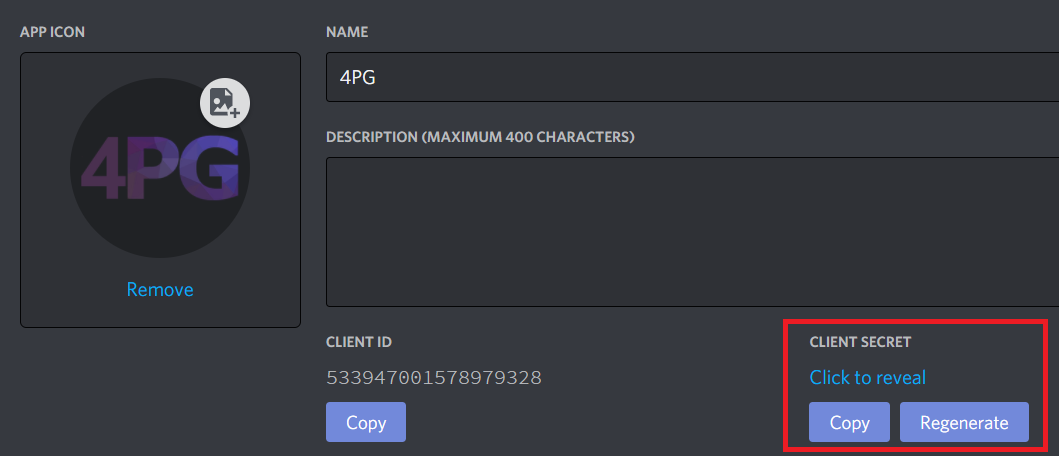 APP ICON
4PG
Remove
NAME
4PG
DESCRIPTION (MAXIMUM 400 CHARACTERS)
CLIENT ID
533947001578979328
Copy
CLIENT SECRET
Click to reveal
Copy Regenerate